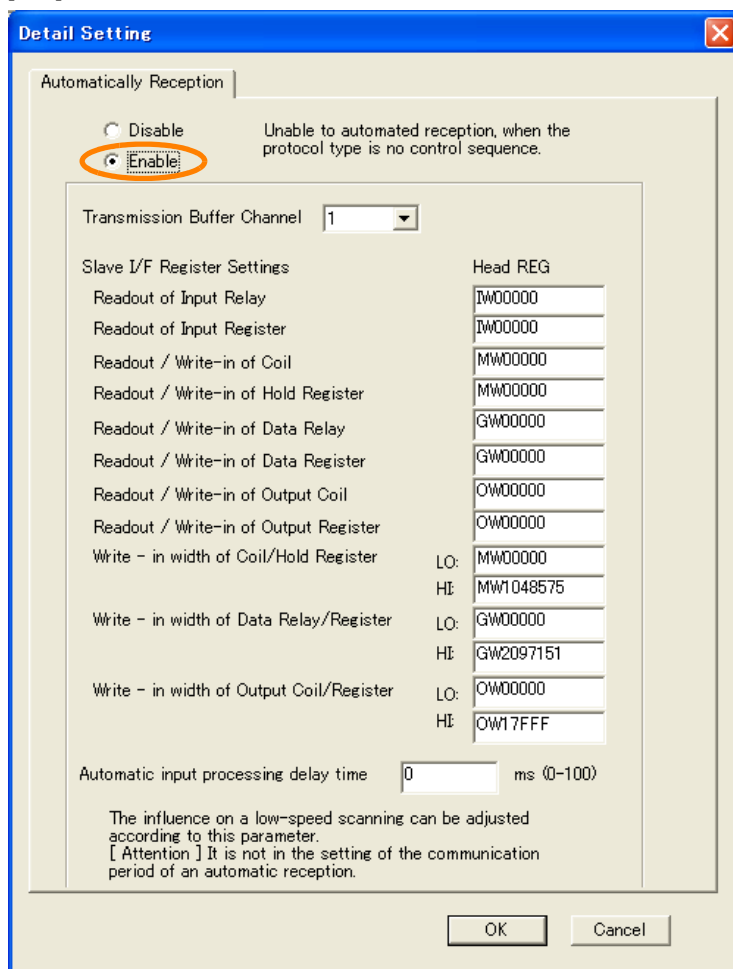 Detail Setting
Automatically Reception
Disable
Enable
Unable to automated reception, when the
protocol type is no control sequence.
Transmission Buffer Channel 1
Slave I/F Register Settings Head REG
Readout of Input Relay IW00000
Readout of Input Register IW00000
Readout / Write-in of Coil MW00000
Readout / Write-in of Hold Register MW00000
Readout / Write-in of Data Relay GW00000
Readout / Write-in of Data Register GW00000
Readout / Write-in of Output Coil OW00000
Readout / Write-in of Output Register OW00000
Write - in width of Coil/Hold Register LO: MW00000
HI: MW1048575
Write - in width of Data Relay/Register LO: GW00000
HI: GW2097151
Write - in width of Output Coil/Register LO: OW00000
HI: OW17FFF
Automatic input processing delay time 0 ms (0-100)
The influence on a low-speed scanning can be adjusted
according to this parameter.
[ Attention ] It is not in the setting of the communication
period of an automatic reception.
OK Cancel